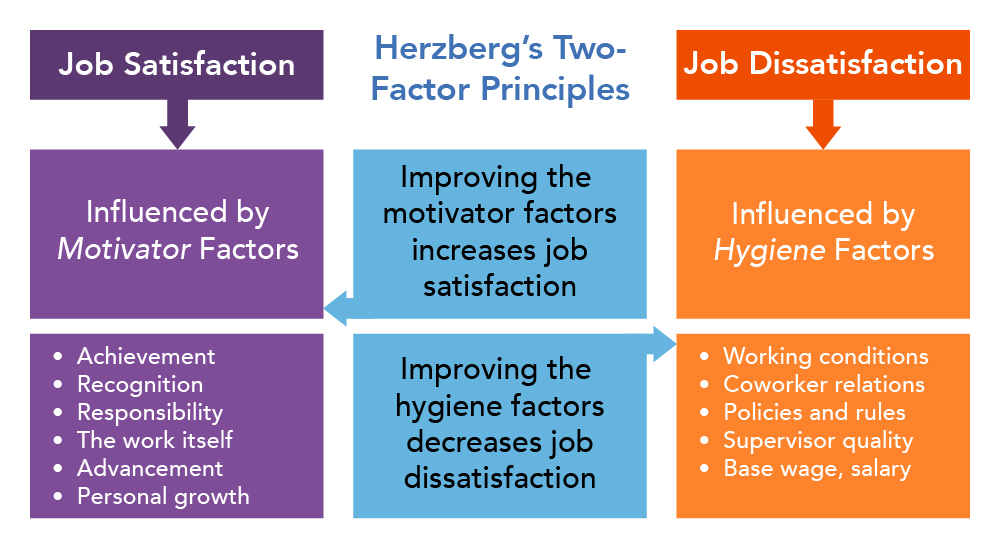 Job Satisfaction
Herzberg's Two-
Factor Principles
Job Dissatisfaction
Influenced by
Motivator Factors
Improving the
motivator factors
increases job
satisfaction
Influenced by
Hygiene Factors
• Achievement
• Recognition
• Responsibility
• The work itself
• Advancement
• Personal growth
Improving the
hygiene factors
decreases job
dissatisfaction
• Working conditions
• Coworker relations
• Policies and rules
• Supervisor quality
• Base wage, salary